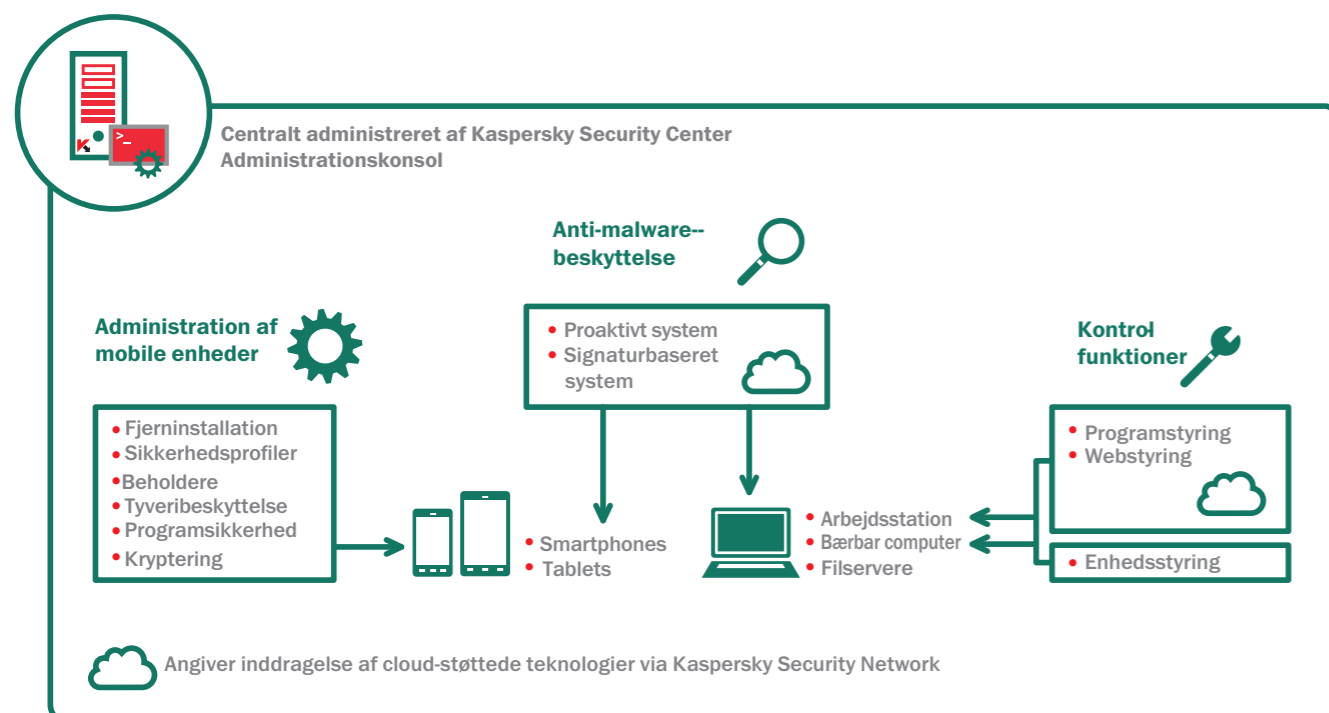 Centralt administreret af Kaspersky Security Center
Administrationskonsol
Anti-malware--
beskyttelse
• Proaktivt system
• Signaturbaseret
system
Administration af
mobile enheder
• Fjerninstallation
• Sikkerhedsprofiler
• Beholdere
• Tyveribeskyttelse
• Programsikkerhed
• Kryptering
• Smartphones
• Tablets
• Arbejdsstation
• Bærbar computer
• Filservere
Kontrol-
funktioner
• Programstyring
• Webstyring
• Enhedsstyring
Angiver inddragelse af cloud-støttede teknologier via Kaspersky Security Network